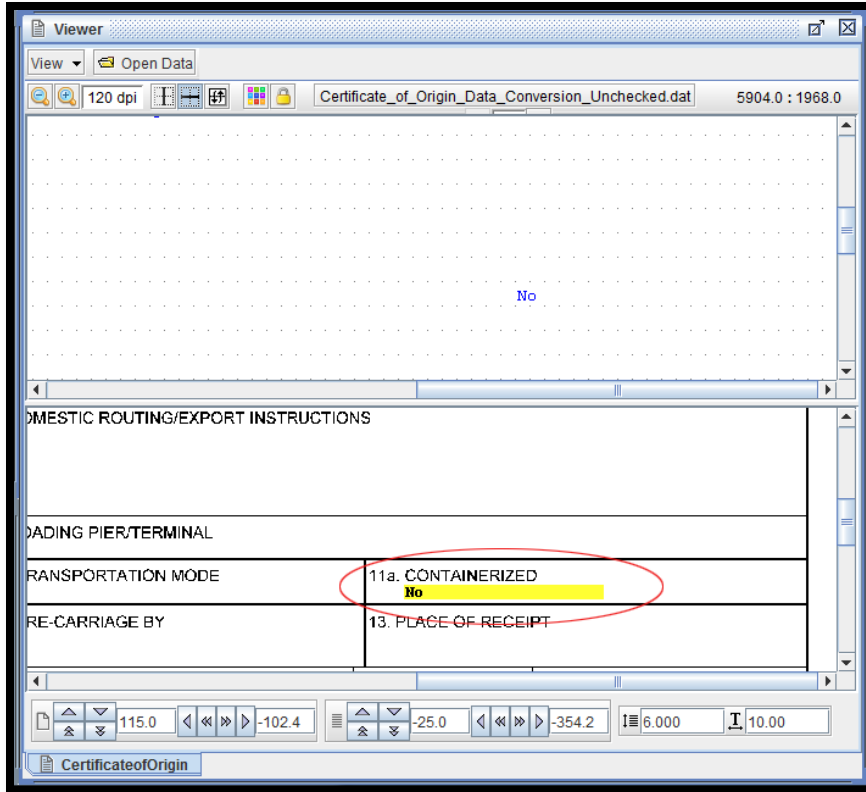 Viewer
View Open Data
120 dpi Certificate_of_Origin_Data_Conversion_Unchecked.dat 5904.0 : 1968.0
No
OMESTIC ROUTING/EXPORT INSTRUCTIONS
OADING PIER/TERMINAL
RANSPORTATION MODE 11a. CONTAINERIZED
No
RE-CARRIAGE BY 13. PLACE OF RECEIPT
115.0 -102.4 -25.0 -354.2 6.000 10.00
CertificateofOrigin